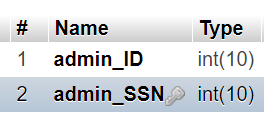 # Name Type
1 admin_ID int(10)
2 admin_SSN int(10)